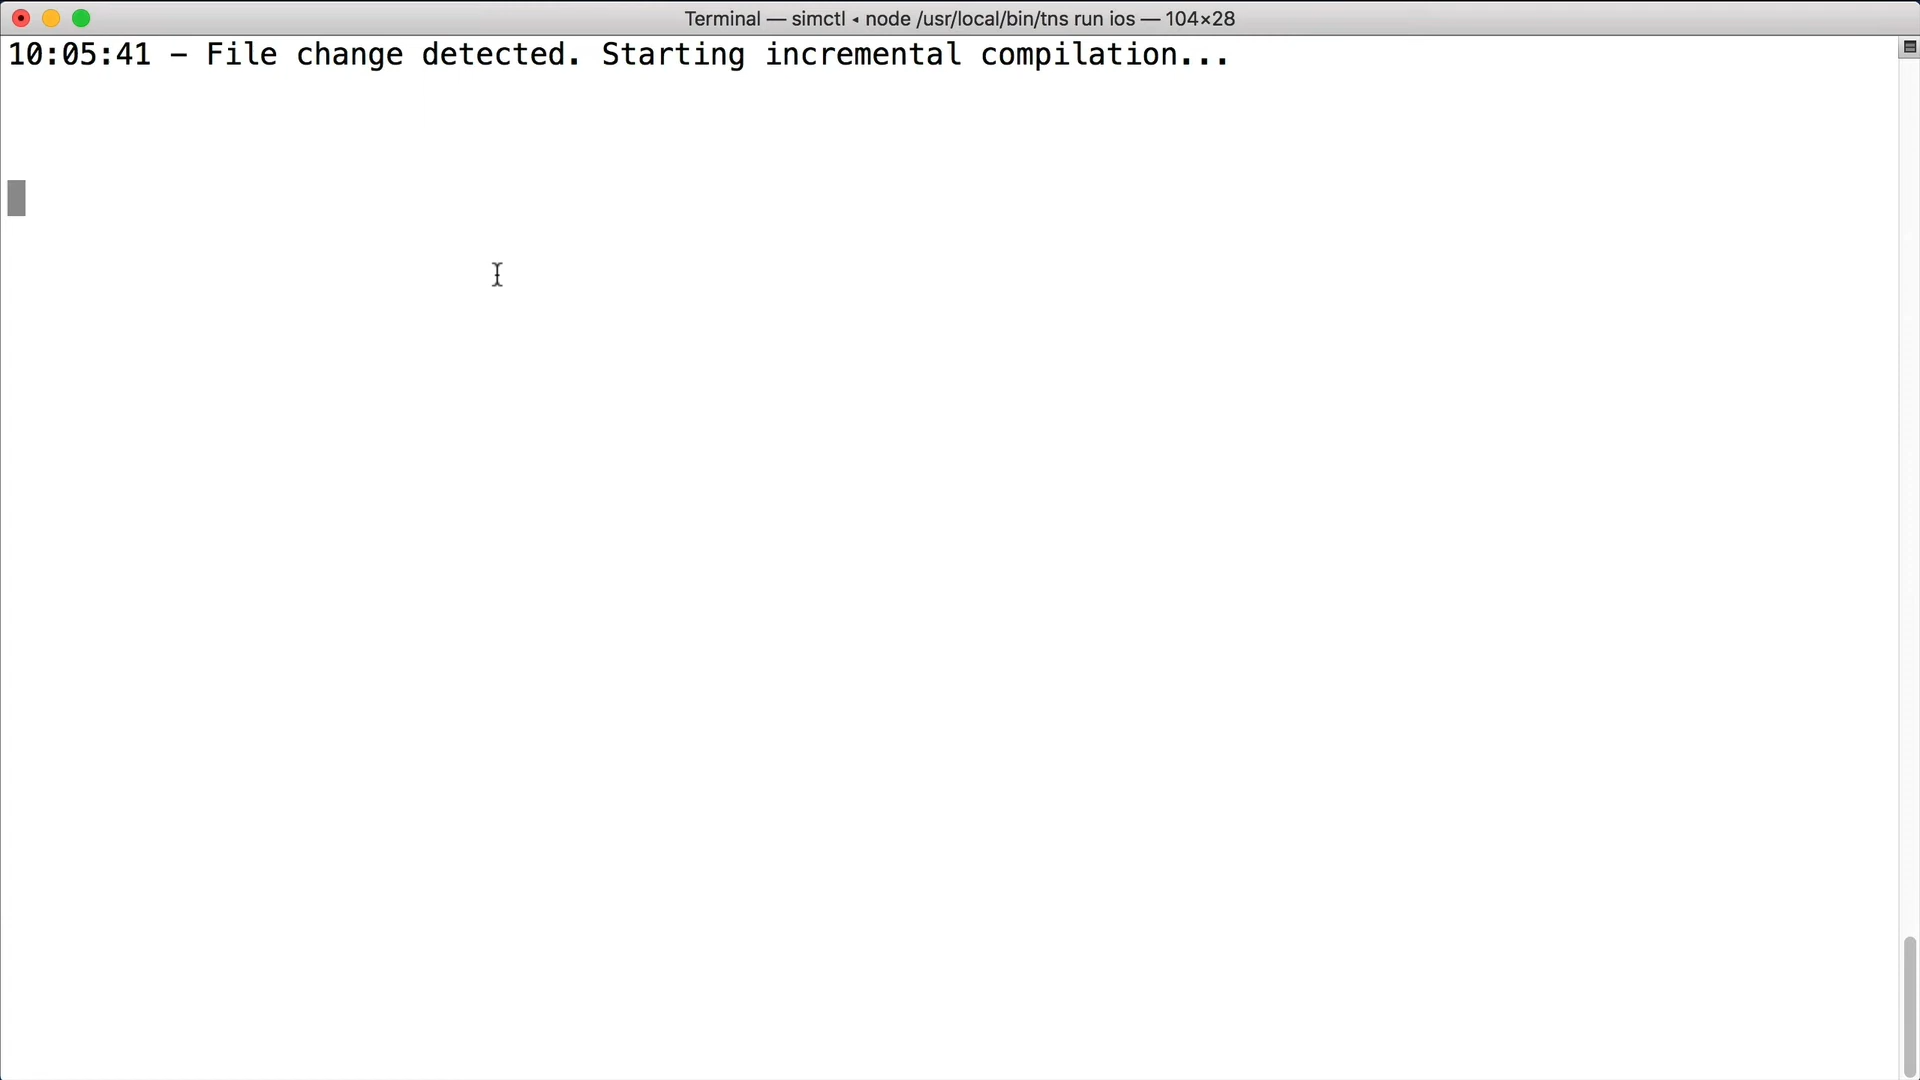 Terminal — simctl ◂ node /usr/local/bin/tns run ios — 104×28
10:05:41 – File change detected. Starting incremental compilation...